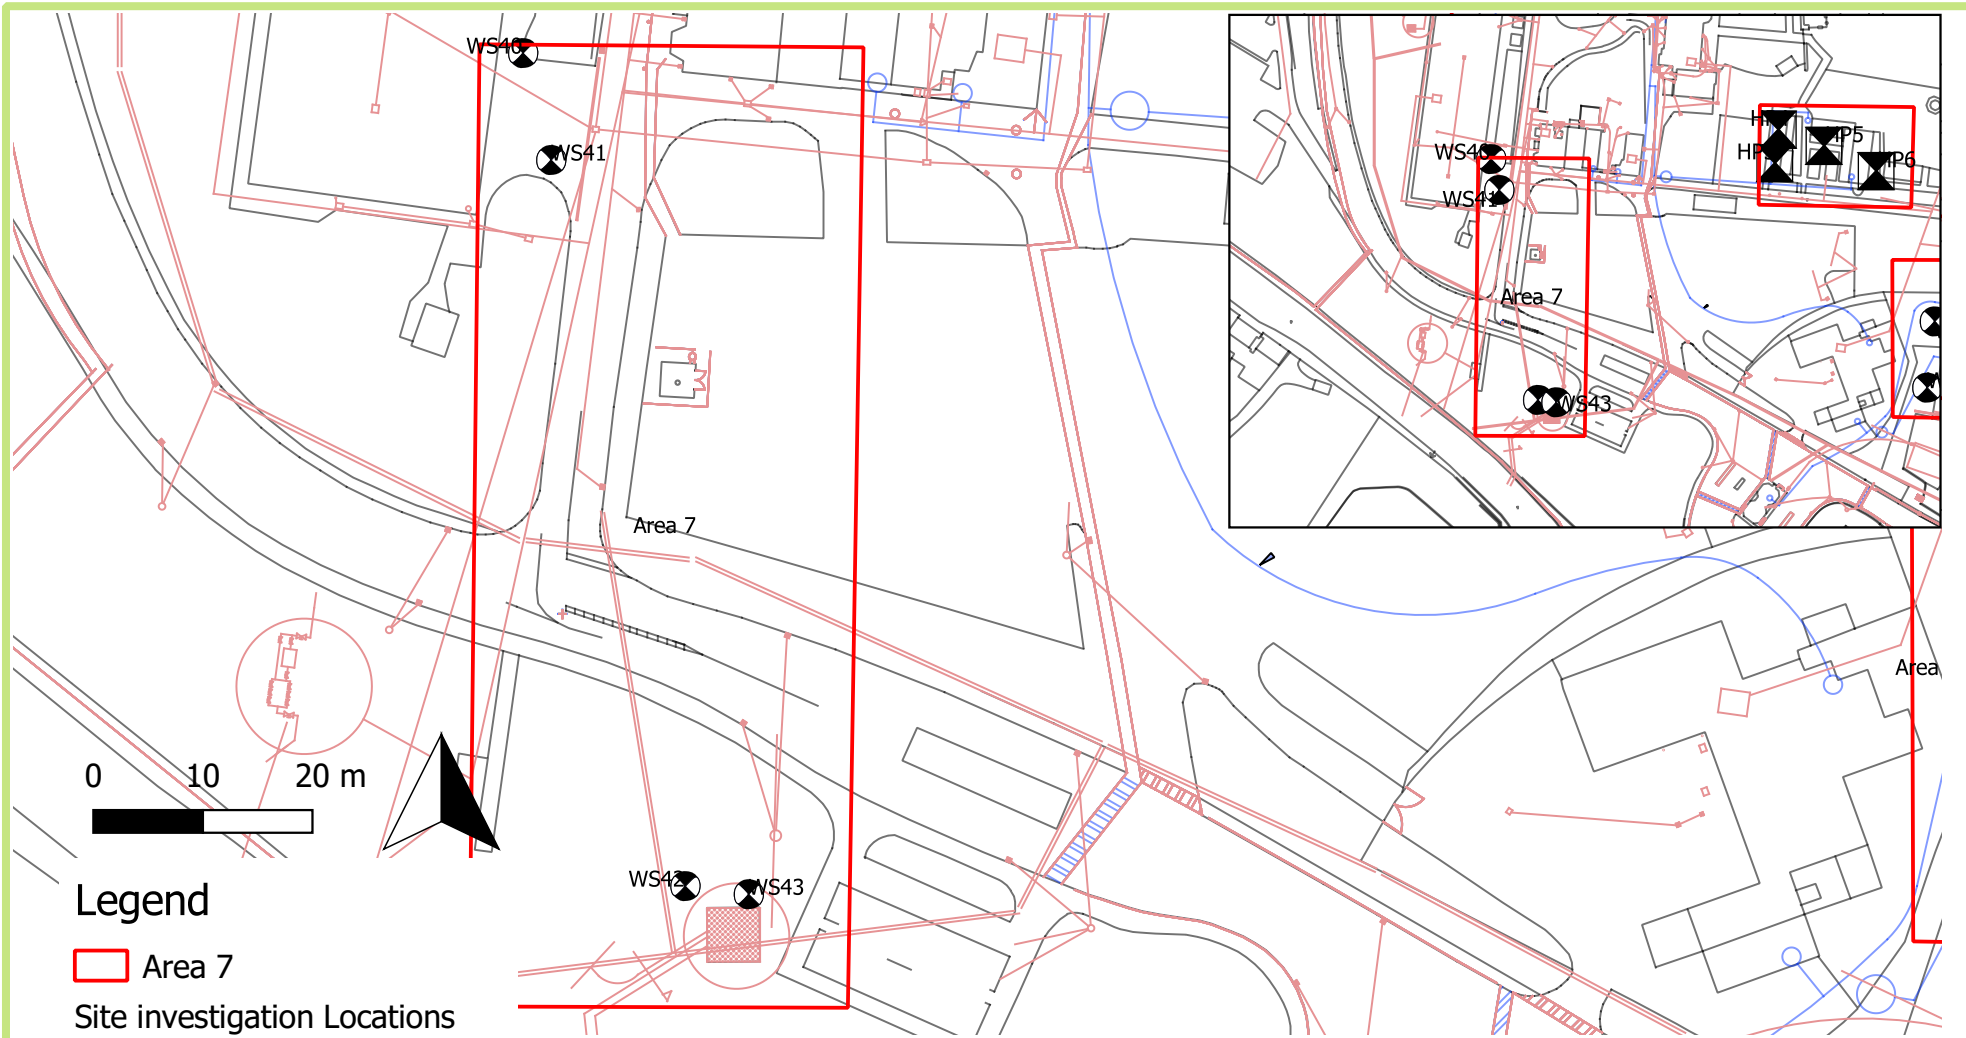 WS40
WS41
Area 7
WS42
WS43
WS40
WS41
Area 7
WS43
HP5
HP6
Area
0 10 20 m
Legend
Area 7
Site investigation Locations